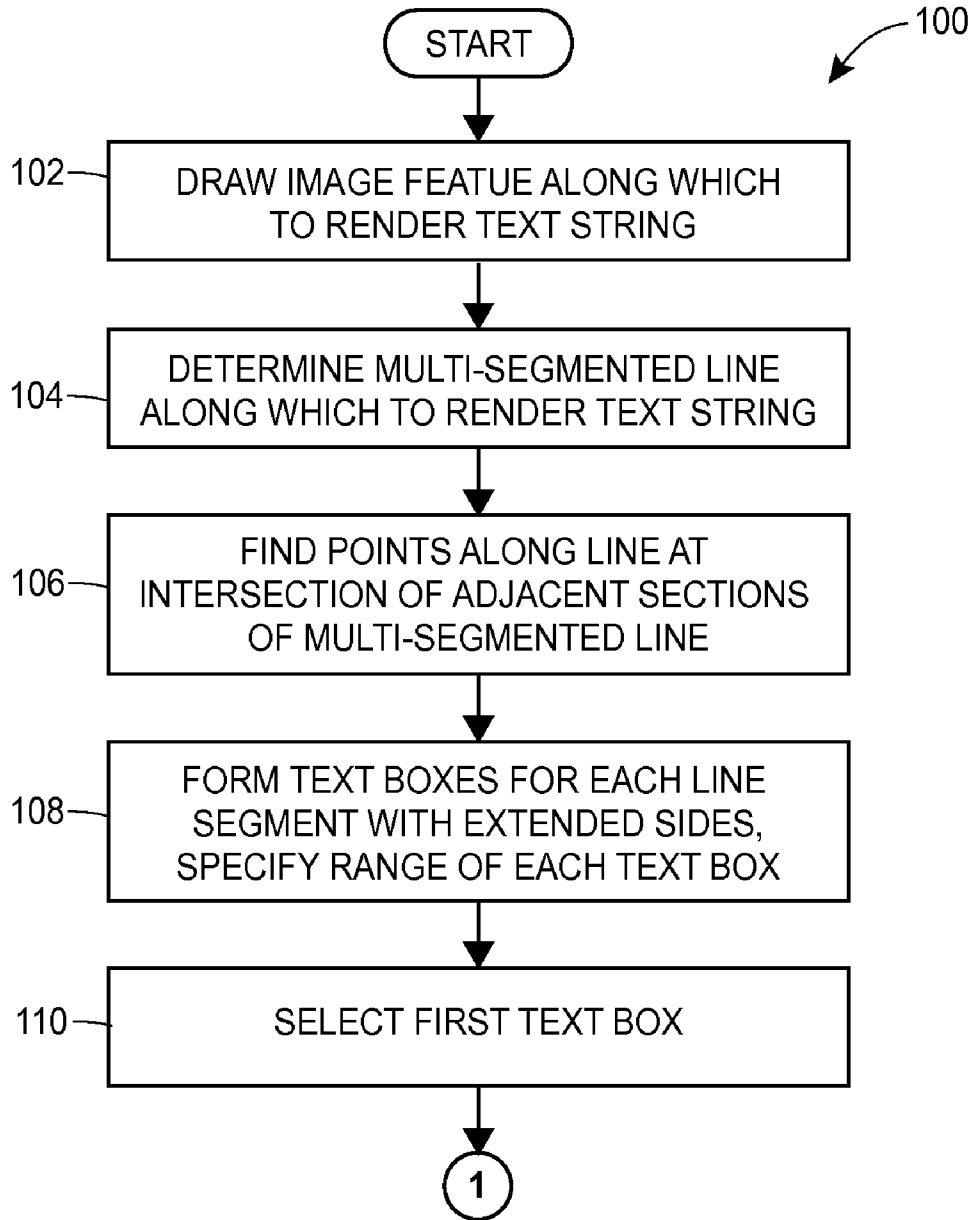 START
100
102
DRAW IMAGE FEATUE ALONG WHICH
TO RENDER TEXT STRING
104
DETERMINE MULTI-SEGMENTED LINE
ALONG WHICH TO RENDER TEXT STRING
106
FIND POINTS ALONG LINE AT
INTERSECTION OF ADJACENT SECTIONS
OF MULTI-SEGMENTED LINE
108
FORM TEXT BOXES FOR EACH LINE
SEGMENT WITH EXTENDED SIDES,
SPECIFY RANGE OF EACH TEXT BOX
110
SELECT FIRST TEXT BOX
1